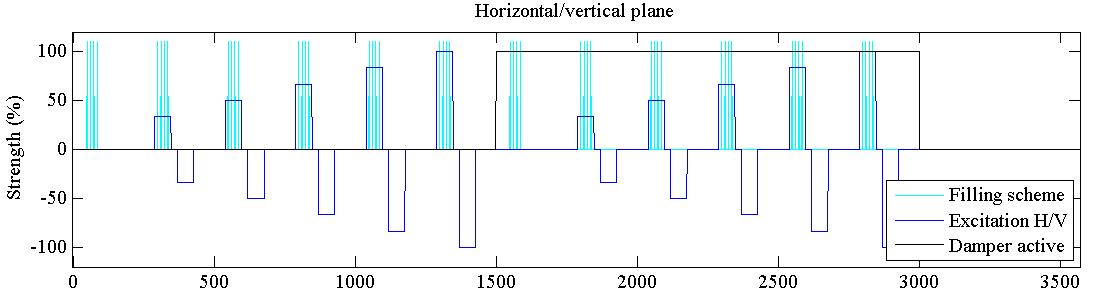 Horizontal/vertical plane
Strength (%)
100
50
0
-50
-100
Filling scheme
Excitation H/V
Damper active
0 500 1000 1500 2000 2500 3000 3500